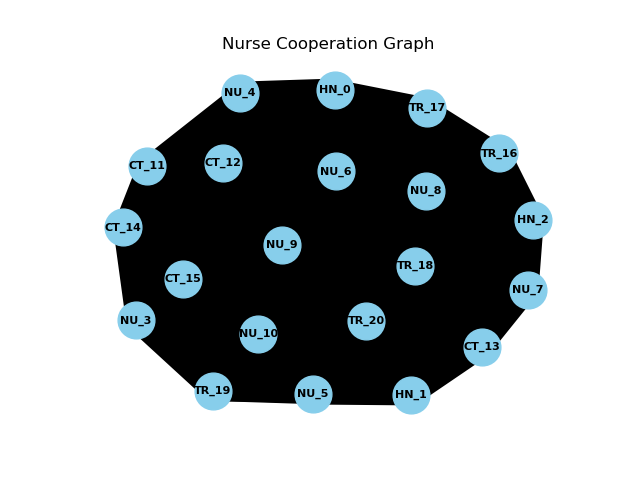 Nurse Cooperation Graph
NU_4
HN_0
TR_17
TR_16
CT_11
CT_12
NU_6
NU_8
HN_2
CT_14
NU_9
TR_18
CT_15
NU_7
NU_3
NU_10
TR_20
CT_13
TR_19
NU_5
HN_1